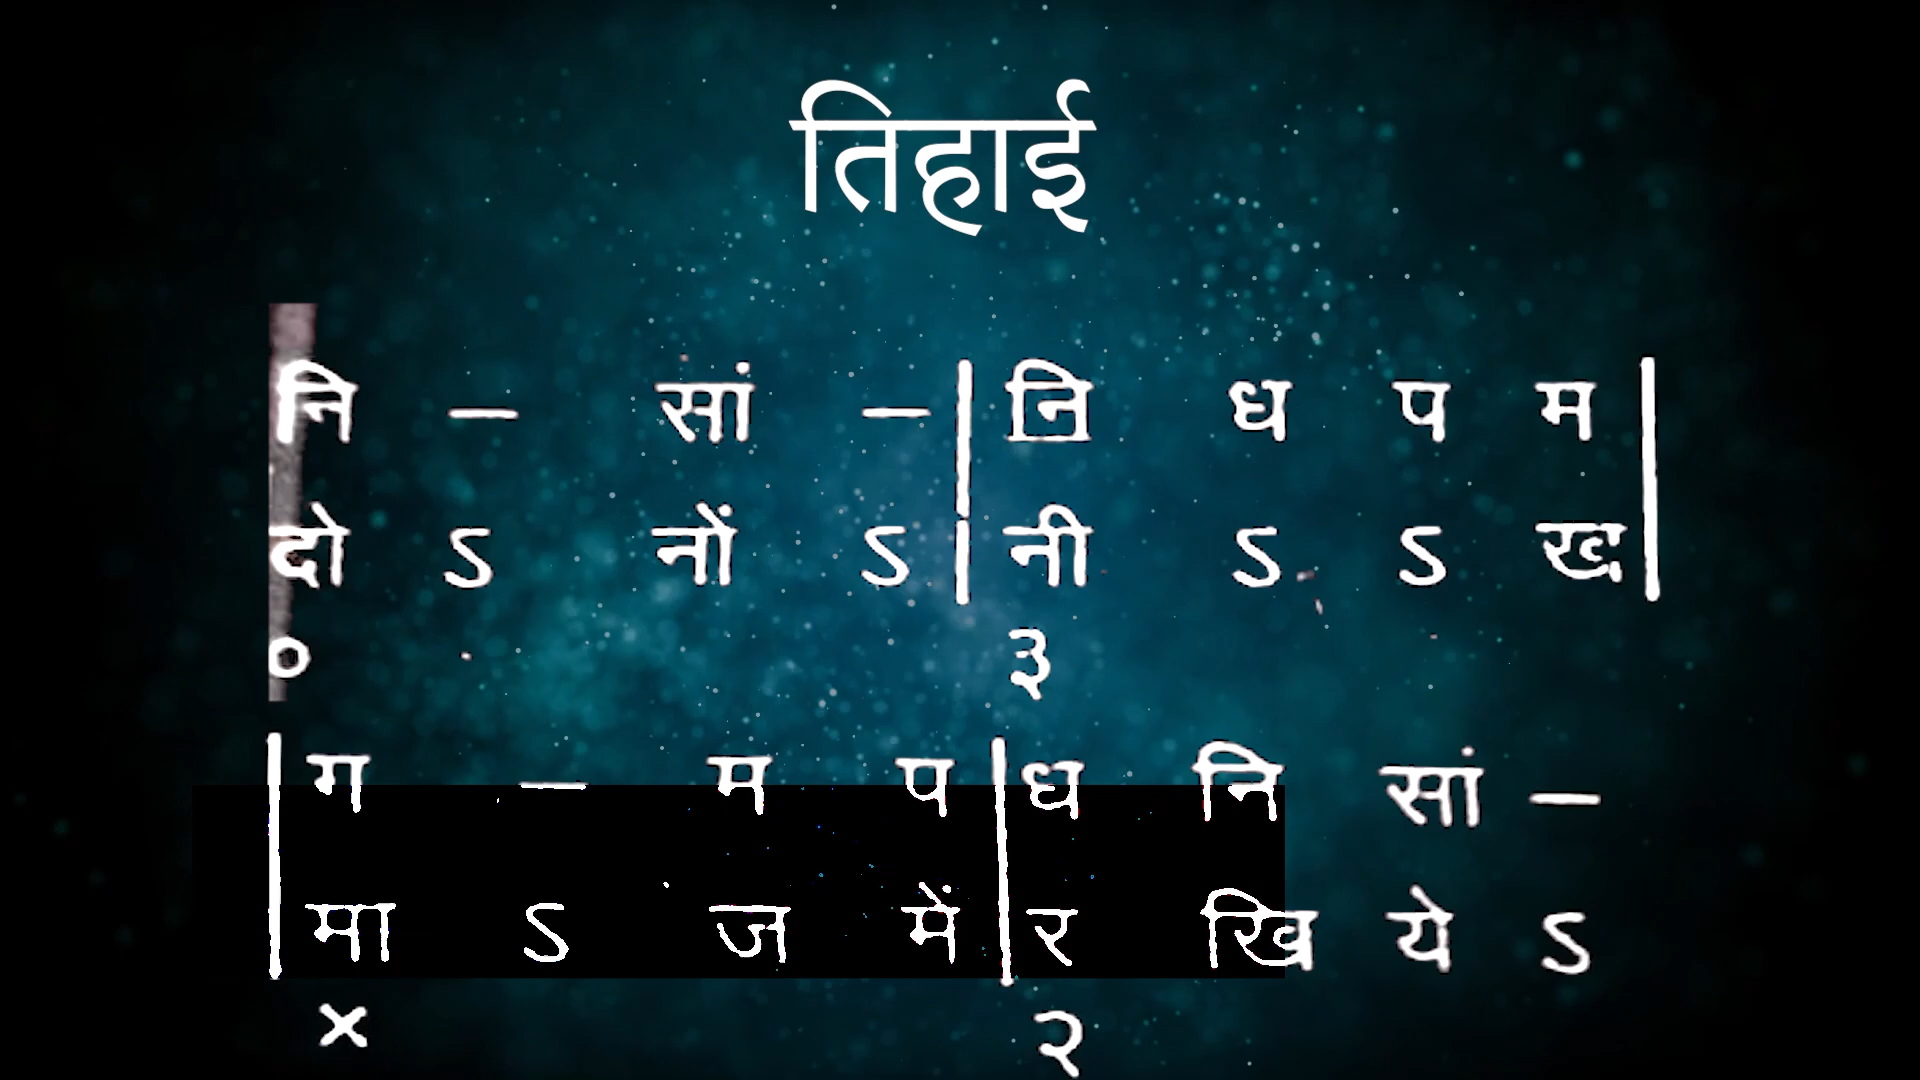 तिहाई
नि — सां — | नि ध प म |
दो ऽ नों ऽ | नी ऽ ऽ ख |
० ३
| ग — म प | ध नि सां —
| मा ऽ ज में | र खि ये ऽ
× २